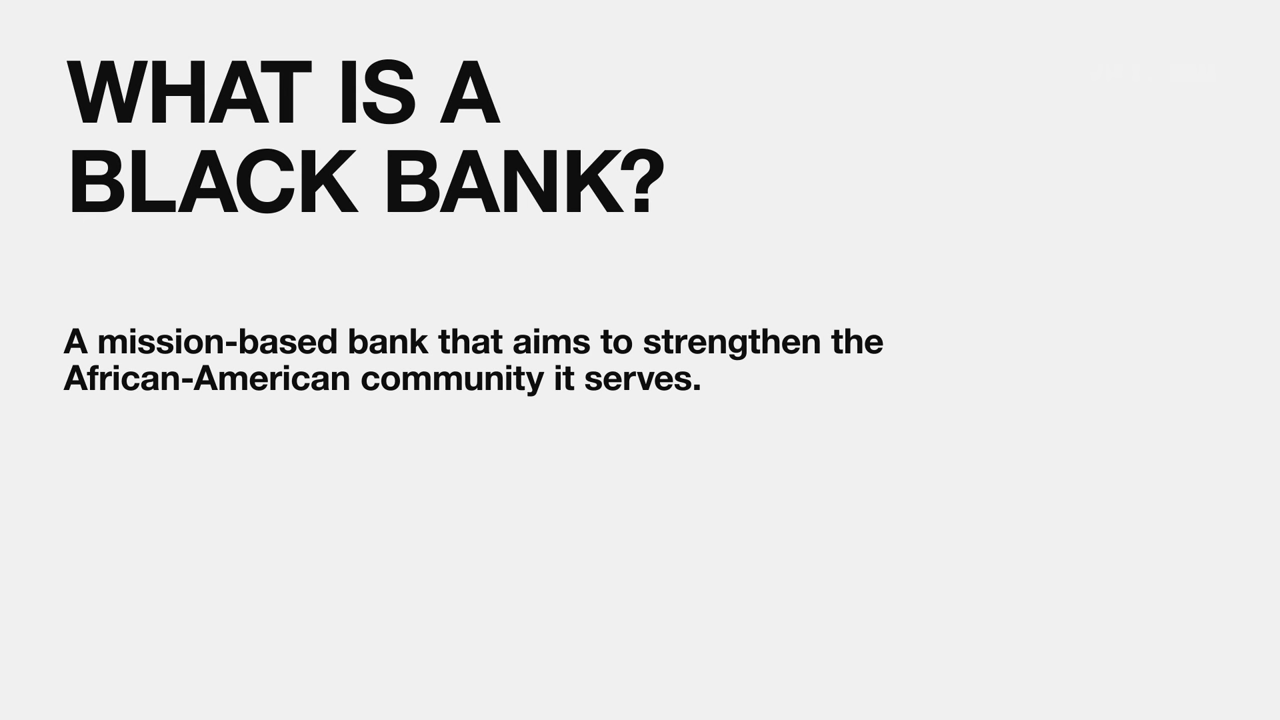 WHAT IS A
BLACK BANK?
A mission-based bank that aims to strengthen the
African-American community it serves.